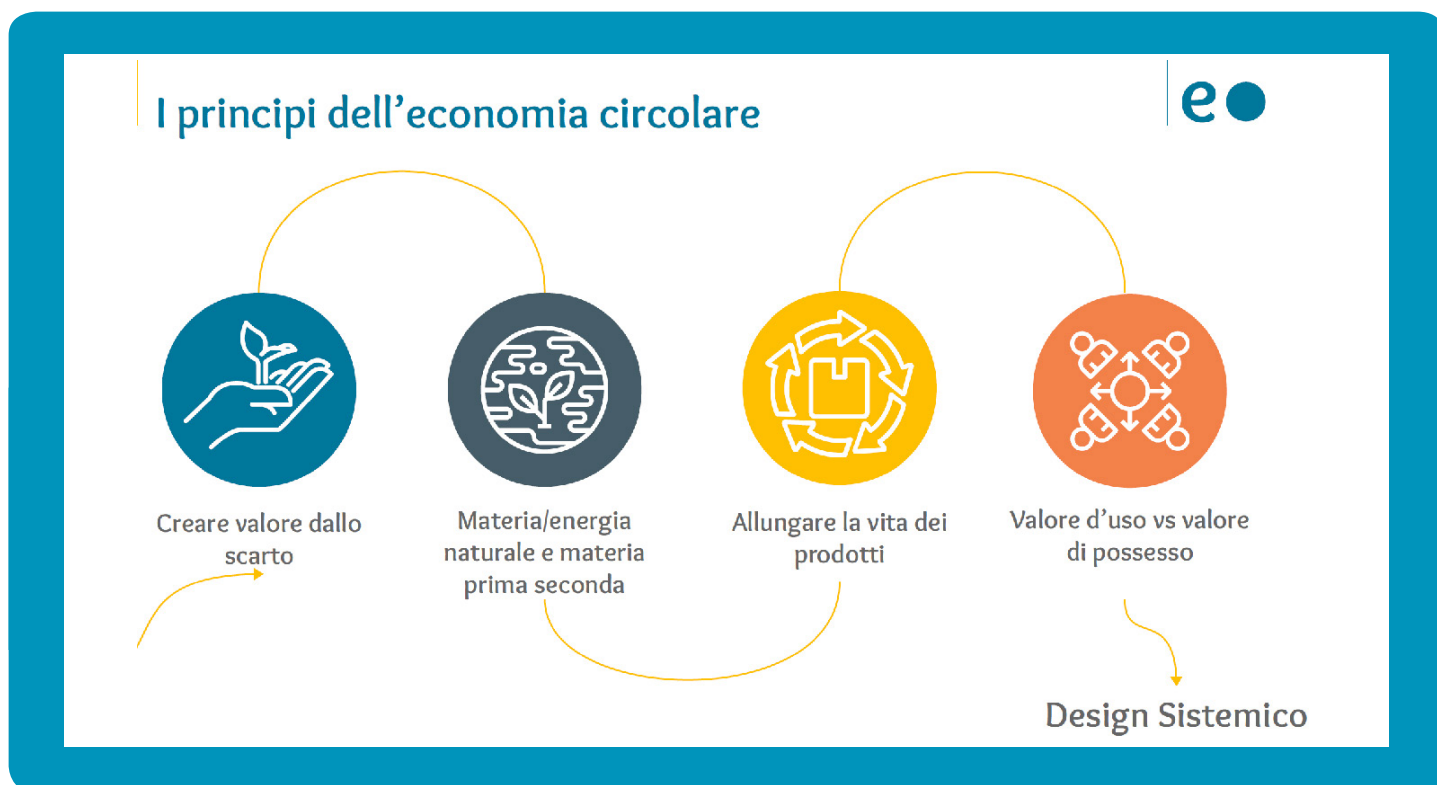 I principi dell'economia circolare
e
Creare valore dallo
scarto
Materia/energia
naturale e materia
prima seconda
Allungare la vita dei
prodotti
Valore d'uso vs valore
di possesso
Design Sistemico